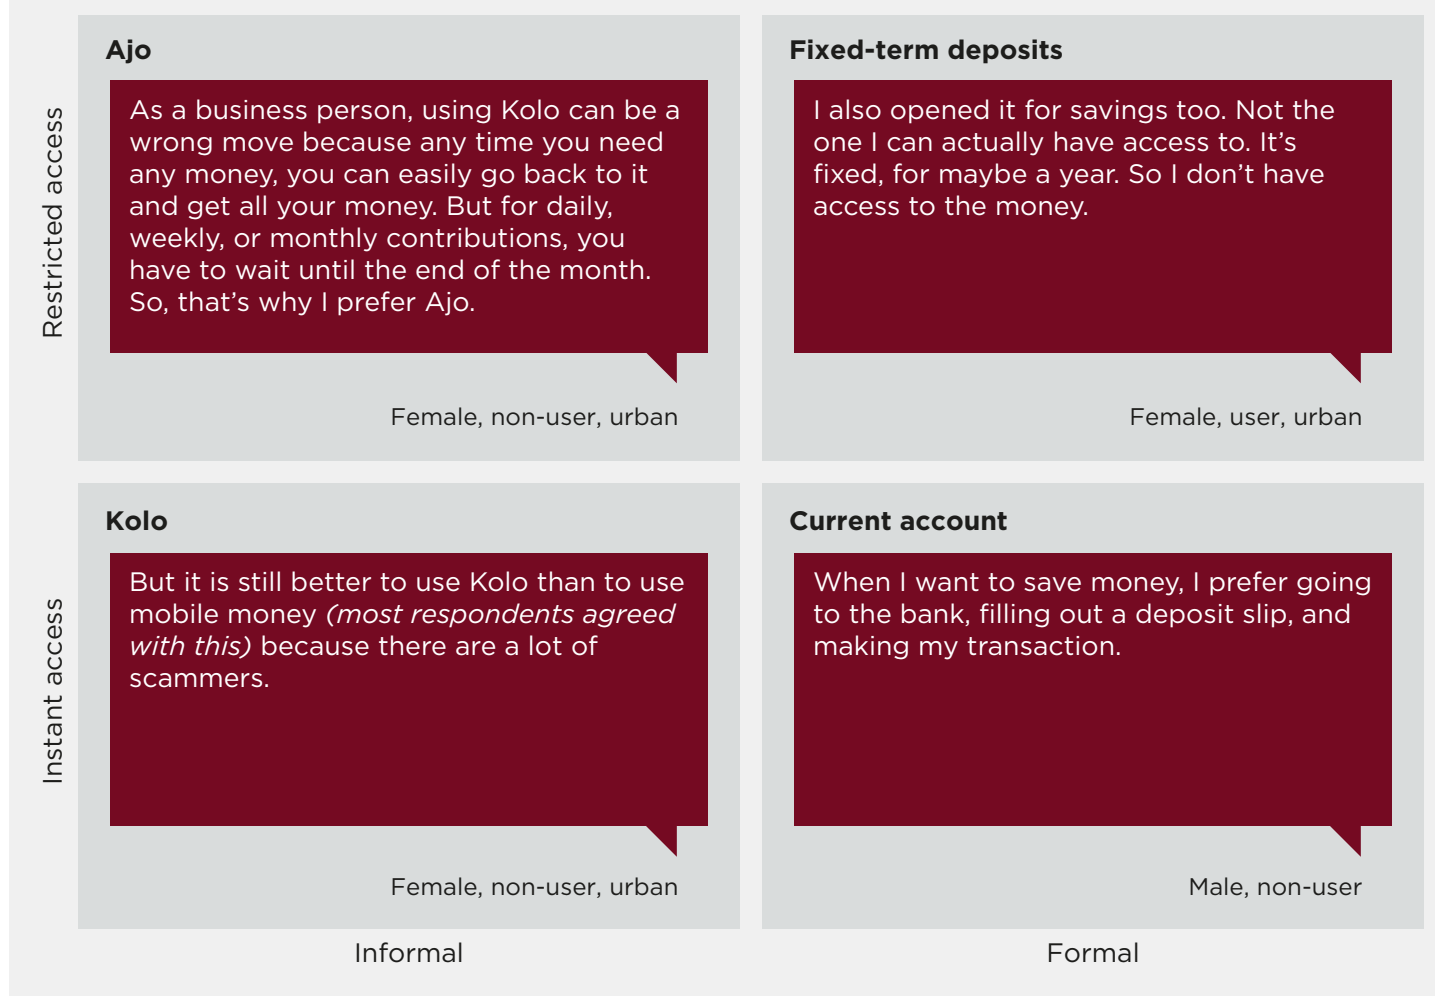 Restricted access
Ajo
As a business person, using Kolo can be a
wrong move because any time you need
any money, you can easily go back to it
and get all your money. But for daily,
weekly, or monthly contributions, you
have to wait until the end of the month.
So, that’s why I prefer Ajo.
Female, non-user, urban
Fixed-term deposits
I also opened it for savings too. Not the
one I can actually have access to. It’s
fixed, for maybe a year. So I don’t have
access to the money.
Female, user, urban
Instant access
Kolo
But it is still better to use Kolo than to use
mobile money (most respondents agreed
with this) because there are a lot of
scammers.
Female, non-user, urban
Current account
When I want to save money, I prefer going
to the bank, filling out a deposit slip, and
making my transaction.
Male, non-user
Informal
Formal